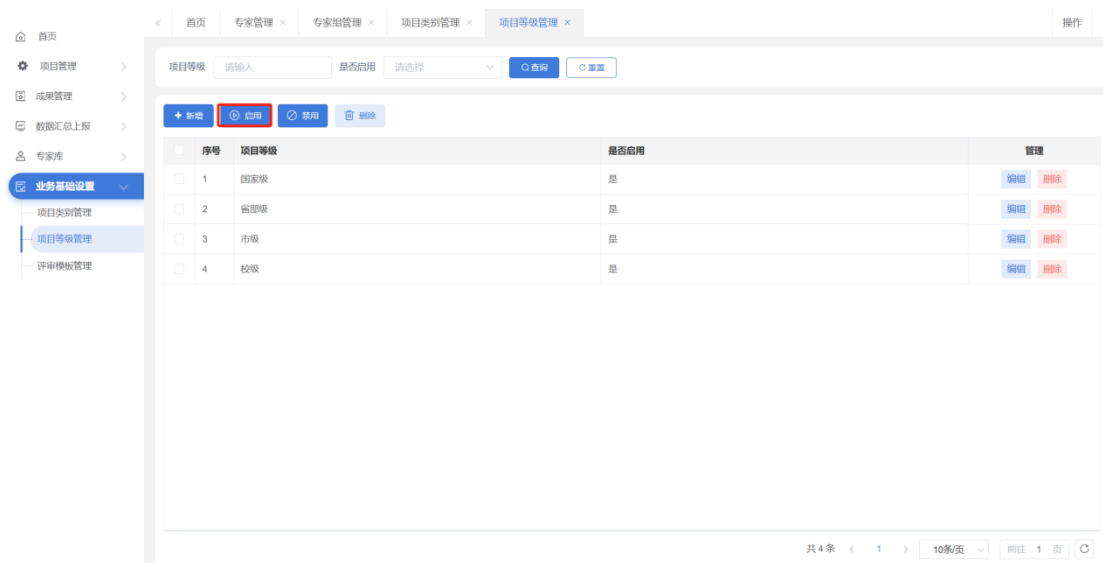 首页 专家管理 × 专家组管理 × 项目类别管理 × 项目等级管理 × 操作
首页
项目管理
成果管理
数据汇总上报
专家库
业务基础设置
项目类别管理
项目等级管理
评审模板管理
项目等级 请输入 是否启用 请选择 查询 重置
+ 新增 启用 禁用 删除
序号 项目等级 是否启用 管理
1 国家级 是 编辑 删除
2 省部级 是 编辑 删除
3 市级 是 编辑 删除
4 校级 是 编辑 删除
共 4 条 1 10条/页 前往 1 页